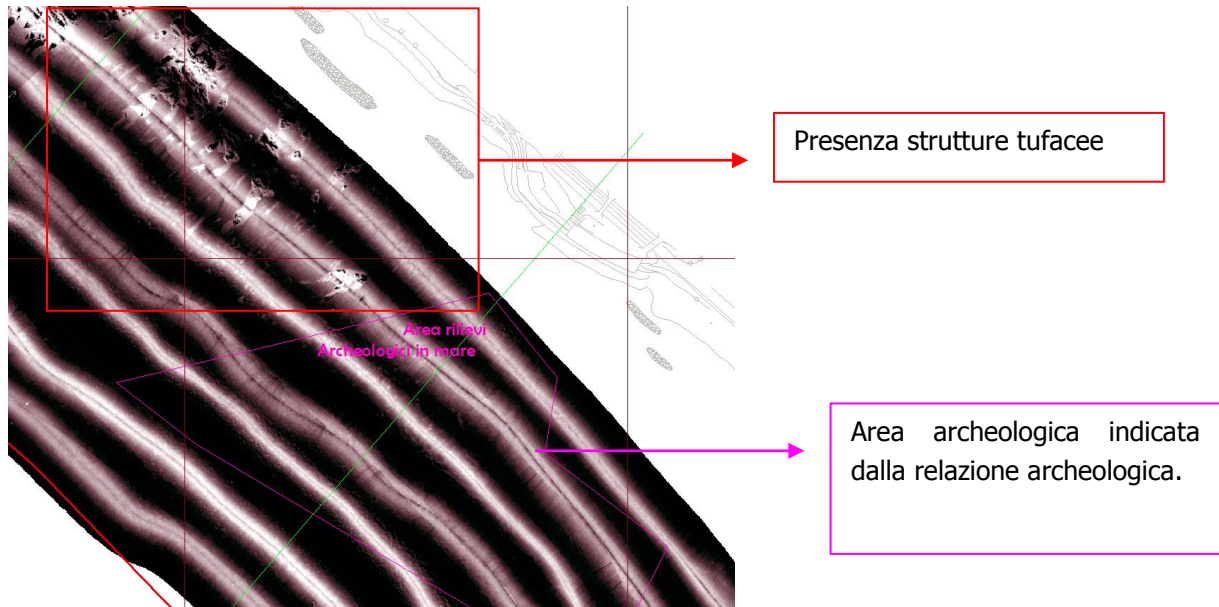 Presenza strutture tufacee
Area rilievi
Archeologici in mare
Area archeologica indicata
dalla relazione archeologica.